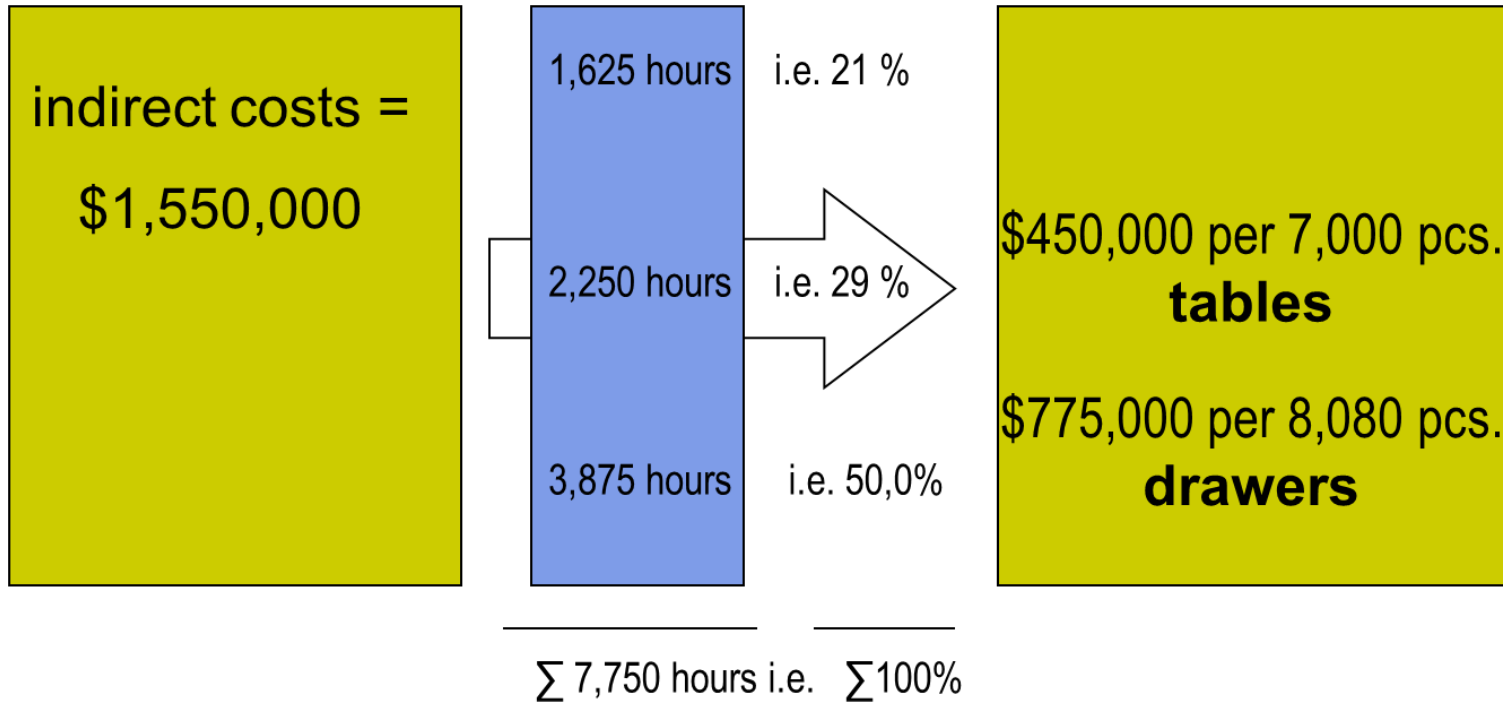 indirect costs =
$1,550,000
1,625 hours
i.e. 21 %
2,250 hours
i.e. 29 %
3,875 hours
i.e. 50,0%
$450,000 per 7,000 pcs.
tables
$775,000 per 8,080 pcs.
drawers
∑ 7,750 hours i.e. ∑100%